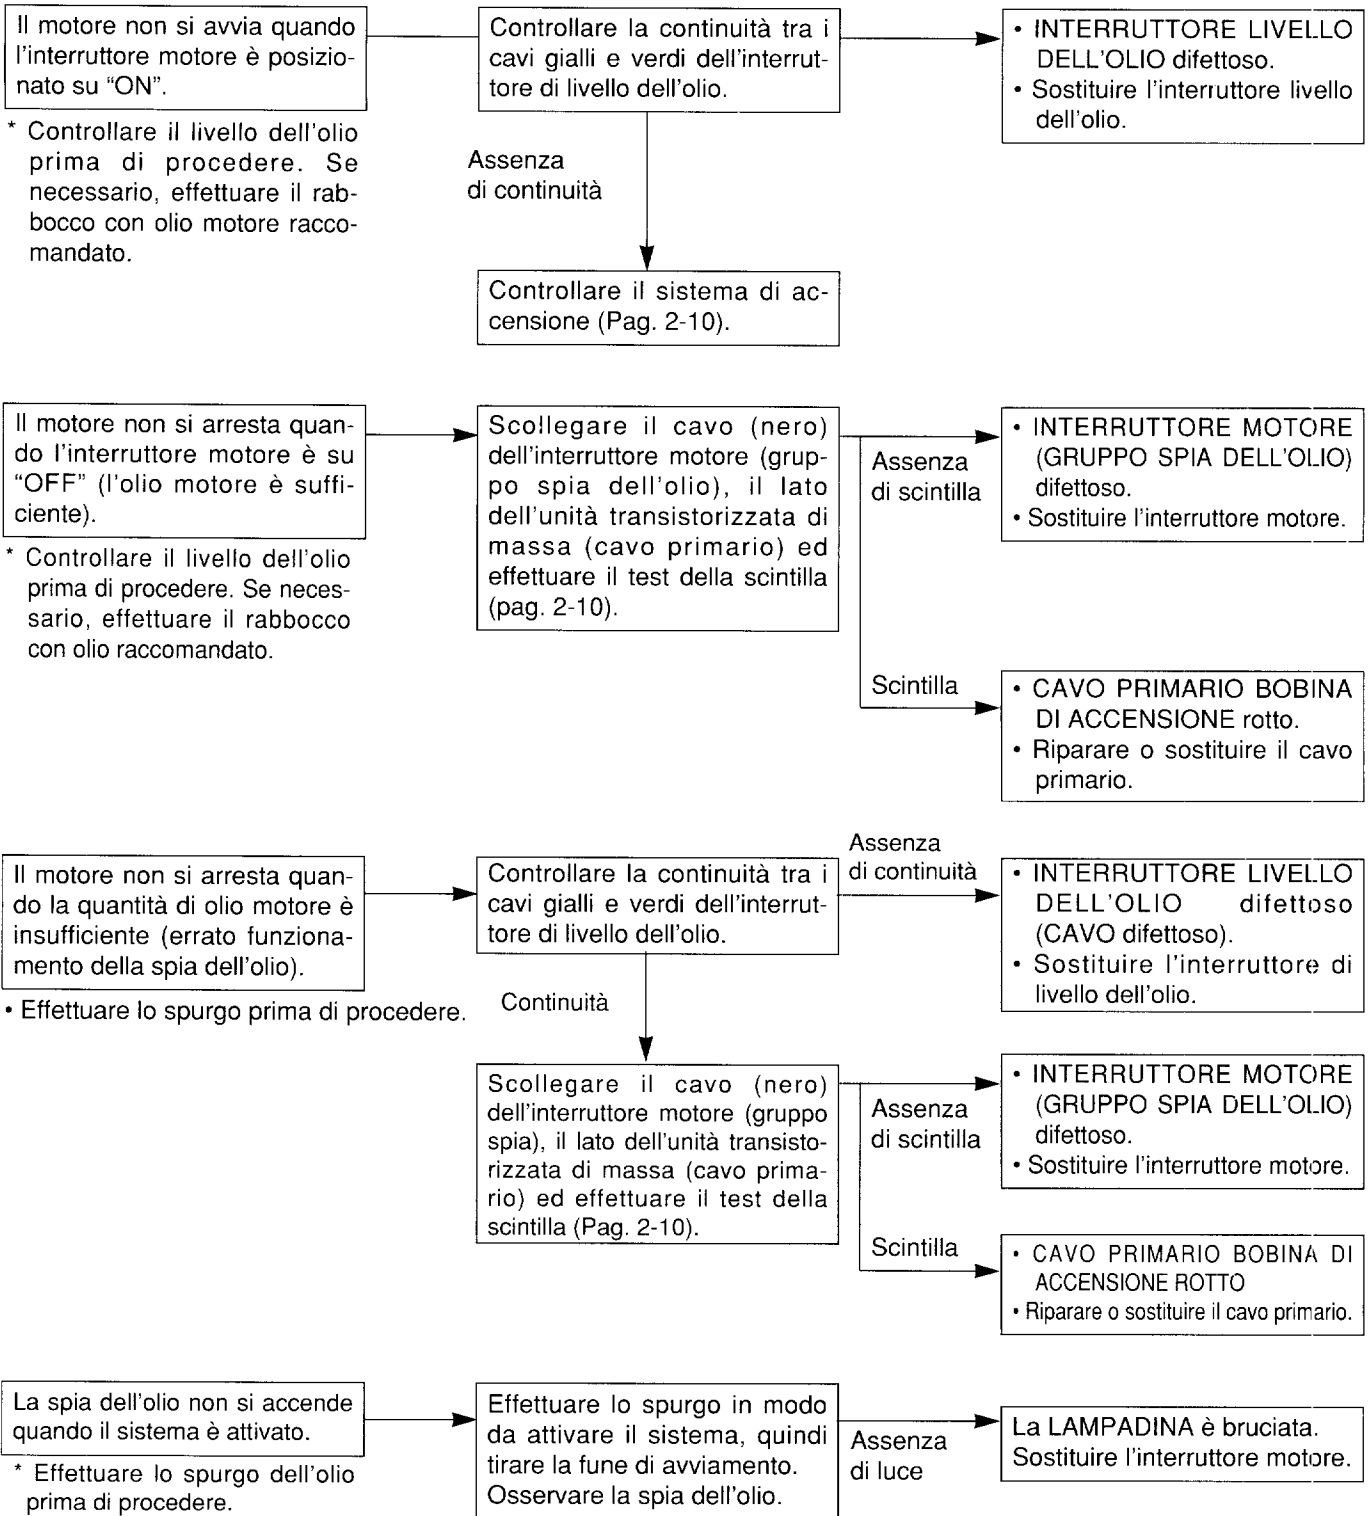 Il motore non si avvia quando
l'interruttore motore è posizio-
nato su “ON”.
* Controllare il livello dell'olio
prima di procedere. Se
necessario, effettuare il rab-
bocco con olio motore racco-
mandato.
Controllare la continuità tra i
cavi gialli e verdi dell'interrut-
tore di livello dell'olio.
• INTERRUTTORE LIVELLO
DELL'OLIO difettoso.
• Sostituire l'interruttore livello
dell'olio.
Assenza
di continuità
Controllare il sistema di ac-
censione (Pag. 2-10).
Il motore non si arresta quan-
do l'interruttore motore è su
“OFF” (l'olio motore è suffi-
ciente).
* Controllare il livello dell'olio
prima di procedere. Se neces-
sario, effettuare il rabbocco
con olio raccomandato.
Scollegare il cavo (nero)
dell'interruttore motore (grup-
po spia dell'olio), il lato
dell'unità transistorizzata di
massa (cavo primario) ed
effettuare il test della scintilla
(pag. 2-10).
Assenza
di scintilla
• INTERRUTTORE MOTORE
(GRUPPO SPIA DELL'OLIO)
difettoso.
• Sostituire l'interruttore motore.
Scintilla
• CAVO PRIMARIO BOBINA
DI ACCENSIONE rotto.
• Riparare o sostituire il cavo
primario.
Il motore non si arresta quan-
do la quantità di olio motore è
insufficiente (errato funziona-
mento della spia dell'olio).
• Effettuare lo spurgo prima di procedere.
Controllare la continuità tra i
cavi gialli e verdi dell'interrut-
tore di livello dell'olio.
Assenza
di continuità
• INTERRUTTORE LIVELLO
DELL'OLIO difettoso
(CAVO difettoso).
• Sostituire l'interruttore di
livello dell'olio.
Continuità
Scollegare il cavo (nero)
dell'interruttore motore (gruppo
spia), il lato dell'unità transisto-
rizzata di massa (cavo prima-
rio) ed effettuare il test della
scintilla (Pag. 2-10).
Assenza
di scintilla
• INTERRUTTORE MOTORE
(GRUPPO SPIA DELL'OLIO)
difettoso.
• Sostituire l'interruttore motore.
Scintilla
• CAVO PRIMARIO BOBINA DI
ACCENSIONE ROTTO
• Riparare o sostituire il cavo primario.
La spia dell'olio non si accende
quando il sistema è attivato.
* Effettuare lo spurgo dell'olio
prima di procedere.
Effettuare lo spurgo in modo
da attivare il sistema, quindi
tirare la fune di avviamento.
Osservare la spia dell'olio.
Assenza
di luce
La LAMPADINA è bruciata.
Sostituire l'interruttore motore.